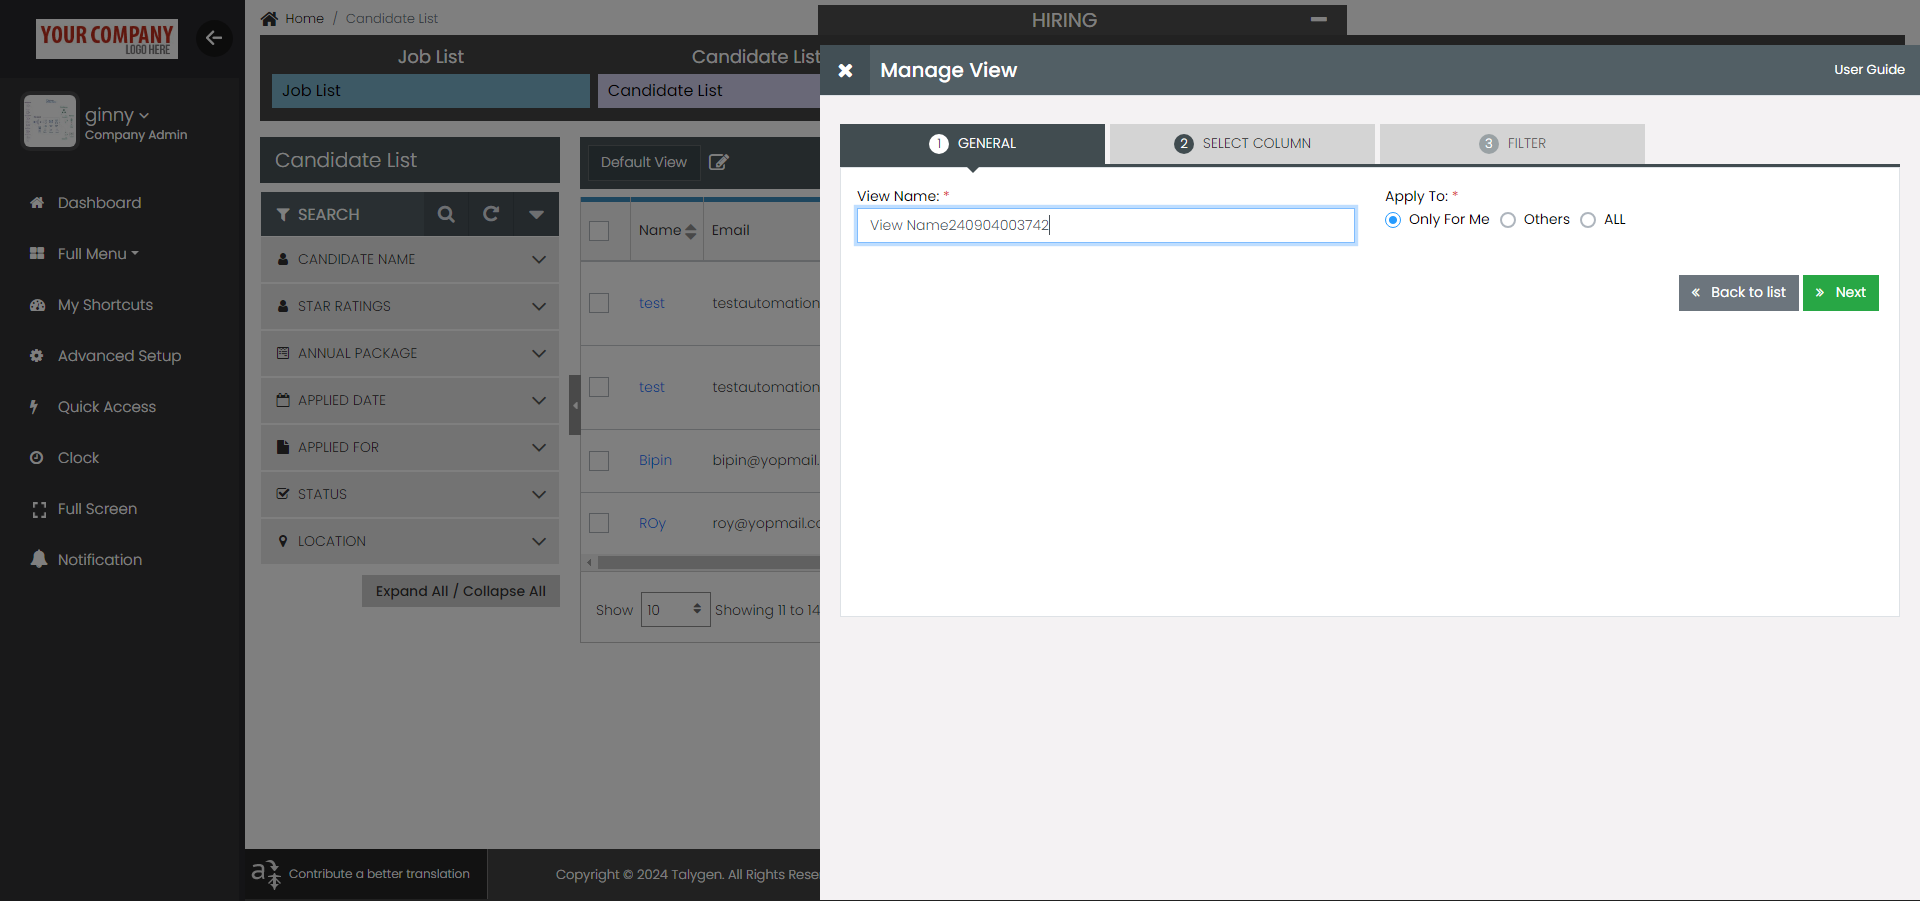 YOUR COMPANY
LOGO HERE
ginny
Company Admin
Dashboard
Full Menu
My Shortcuts
Advanced Setup
Quick Access
Clock
Full Screen
Notification
Home / Candidate List
HIRING
Job List
Candidate List
Job List
Candidate List
Candidate List
SEARCH
CANDIDATE NAME
STAR RATINGS
ANNUAL PACKAGE
APPLIED DATE
APPLIED FOR
STATUS
LOCATION
Expand All / Collapse All
Default View
Name Email
test testautomation
test testautomation
Bipin bipin@yopmail.
ROy roy@yopmail.co
Show 10 Showing 11 to 14
Contribute a better translation
Copyright © 2024 Talygen. All Rights Rese
Manage View
User Guide
1 GENERAL
2 SELECT COLUMN
3 FILTER
View Name: *
View Name240904003742
Apply To: *
Only For Me Others ALL
« Back to list
» Next